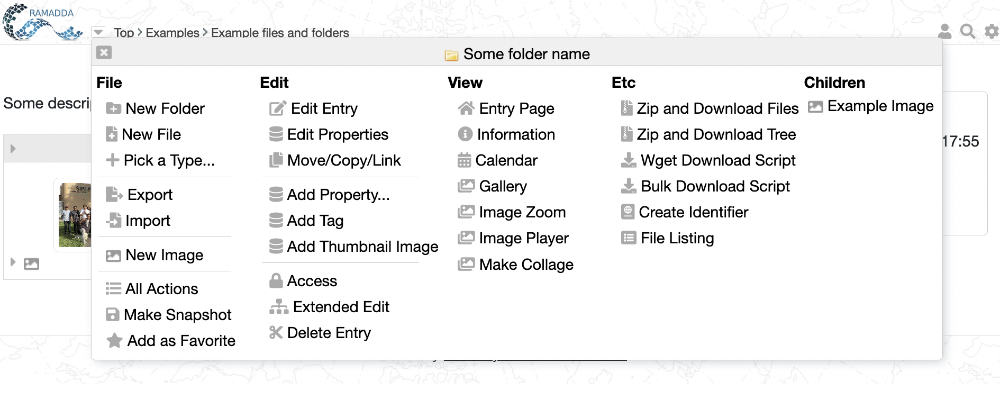 RAMADDA
Top > Examples > Example files and folders
Some folder name
File
New Folder
New File
Pick a Type...
Export
Import
New Image
All Actions
Make Snapshot
Add as Favorite
Edit
Edit Entry
Edit Properties
Move/Copy/Link
Add Property...
Add Tag
Add Thumbnail Image
Access
Extended Edit
Delete Entry
View
Entry Page
Information
Calendar
Gallery
Image Zoom
Image Player
Make Collage
Etc
Zip and Download Files
Zip and Download Tree
Wget Download Script
Bulk Download Script
Create Identifier
File Listing
Children
Example Image
Some descrip
17:55
SIPI